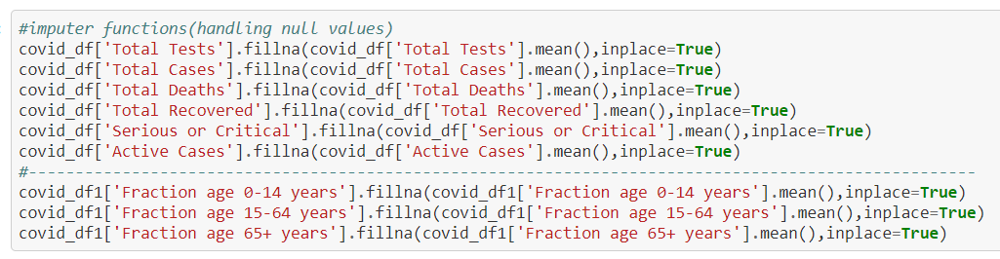 #imputer functions(handling null values)
covid_df['Total Tests'].fillna(covid_df['Total Tests'].mean(),inplace=True)
covid_df['Total Cases'].fillna(covid_df['Total Cases'].mean(),inplace=True)
covid_df['Total Deaths'].fillna(covid_df['Total Deaths'].mean(),inplace=True)
covid_df['Total Recovered'].fillna(covid_df['Total Recovered'].mean(),inplace=True)
covid_df['Serious or Critical'].fillna(covid_df['Serious or Critical'].mean(),inplace=True)
covid_df['Active Cases'].fillna(covid_df['Active Cases'].mean(),inplace=True)
#----------------------------------------------------------------------------------------------------
covid_df1['Fraction age 0-14 years'].fillna(covid_df1['Fraction age 0-14 years'].mean(),inplace=True)
covid_df1['Fraction age 15-64 years'].fillna(covid_df1['Fraction age 15-64 years'].mean(),inplace=True)
covid_df1['Fraction age 65+ years'].fillna(covid_df1['Fraction age 65+ years'].mean(),inplace=True)